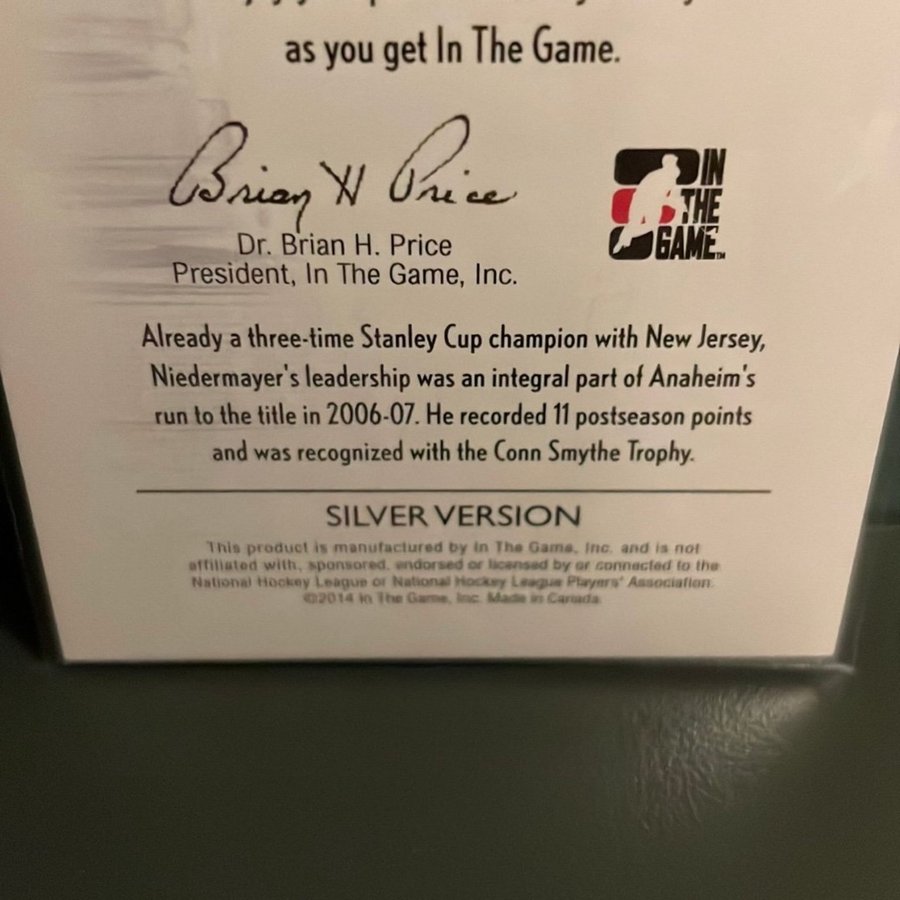 as you get In The Game.
Brian H Price
IN
THE
GAME™
Dr. Brian H. Price
President, In The Game, Inc.
Already a three-time Stanley Cup champion with New Jersey,
Niedermayer's leadership was an integral part of Anaheim's
run to the title in 2006-07. He recorded 11 postseason points
and was recognized with the Conn Smythe Trophy.
SILVER VERSION
This product is manufactured by In The Game, Inc. and is not
affiliated with, sponsored, endorsed or licensed by or connected to the
National Hockey League or National Hockey League Players' Association.
©2014 In The Game, Inc. Made in Canada.